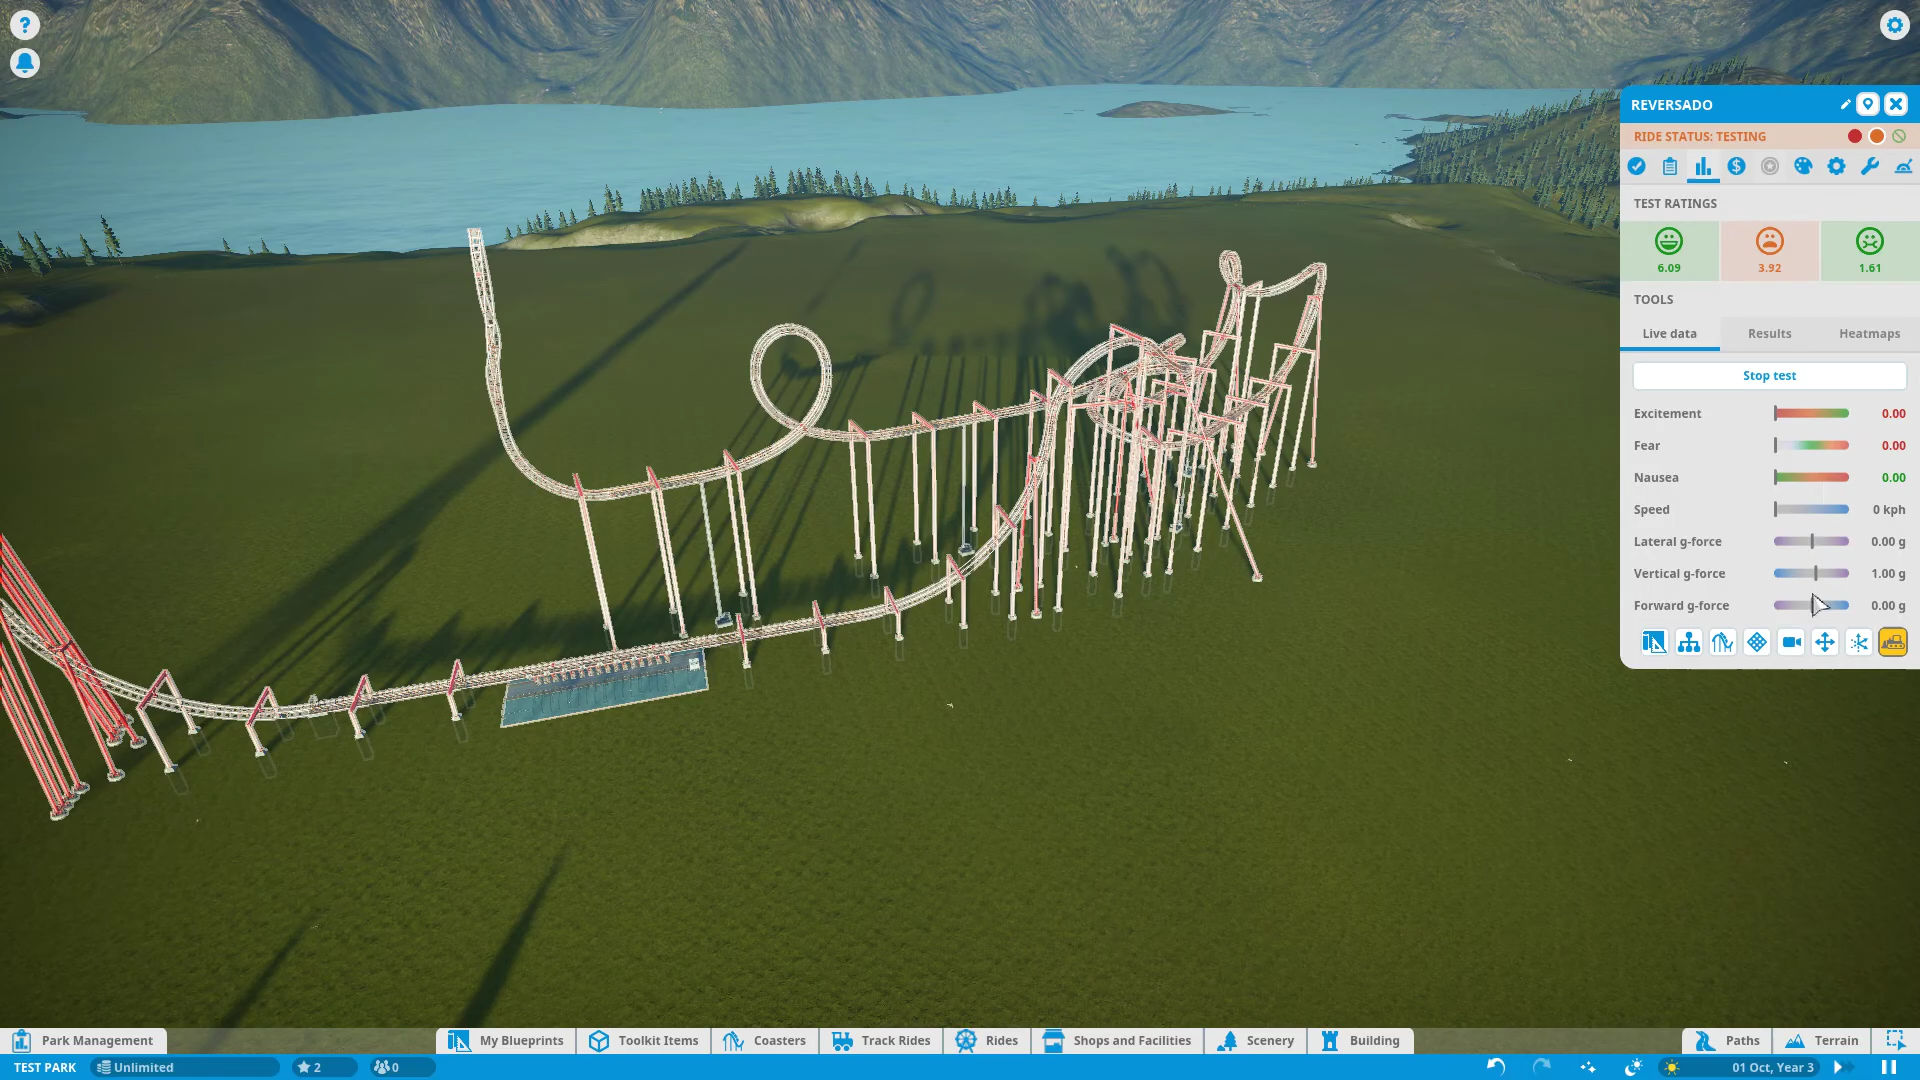 ?
REVERSADO
RIDE STATUS: TESTING
TEST RATINGS
6.09 3.92 1.61
TOOLS
Live data Results Heatmaps
Stop test
Excitement 0.00
Fear 0.00
Nausea 0.00
Speed 0 kph
Lateral g-force 0.00 g
Vertical g-force 1.00 g
Forward g-force 0.00 g
Park Management My Blueprints Toolkit Items Coasters Track Rides Rides Shops and Facilities Scenery Building Paths Terrain
TEST PARK Unlimited 2 0 01 Oct, Year 3